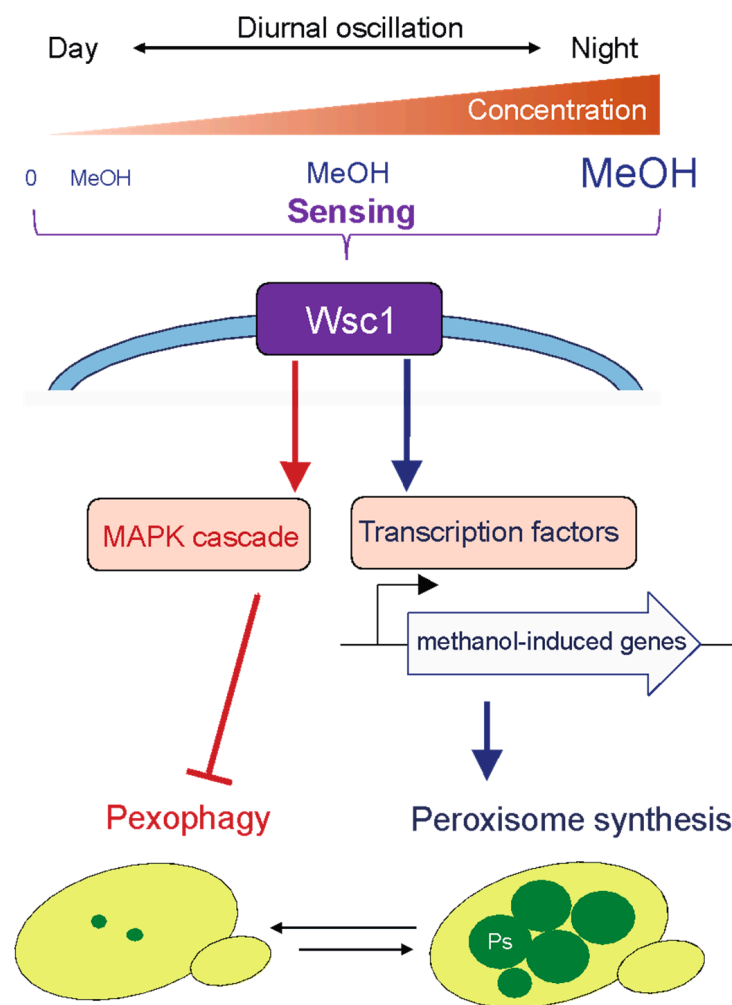 Diurnal oscillation
Day
Night
Concentration
0
MeOH
MeOH
MeOH
Sensing
Wsc1
MAPK cascade
Transcription factors
methanol-induced genes
Pexophagy
Peroxisome synthesis
Ps